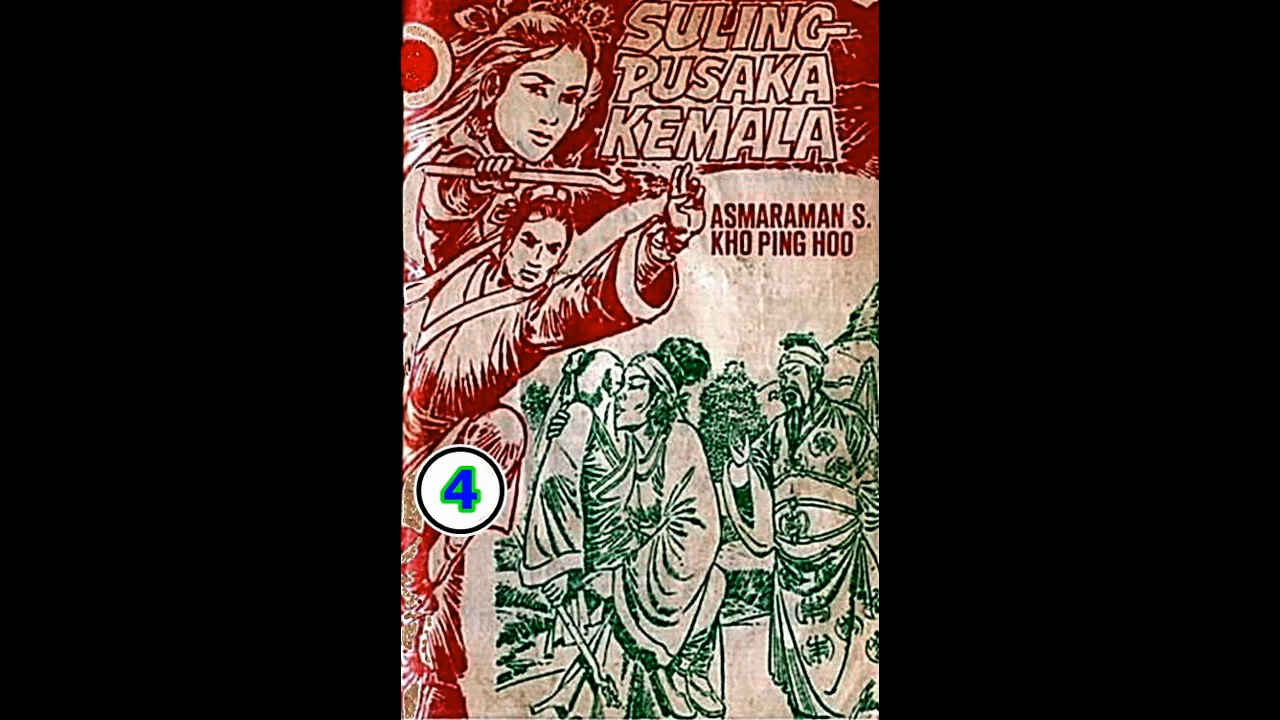 SULING-
PUSAKA
KEMALA
ASMARAMAN S.
KHO PING HOO
4